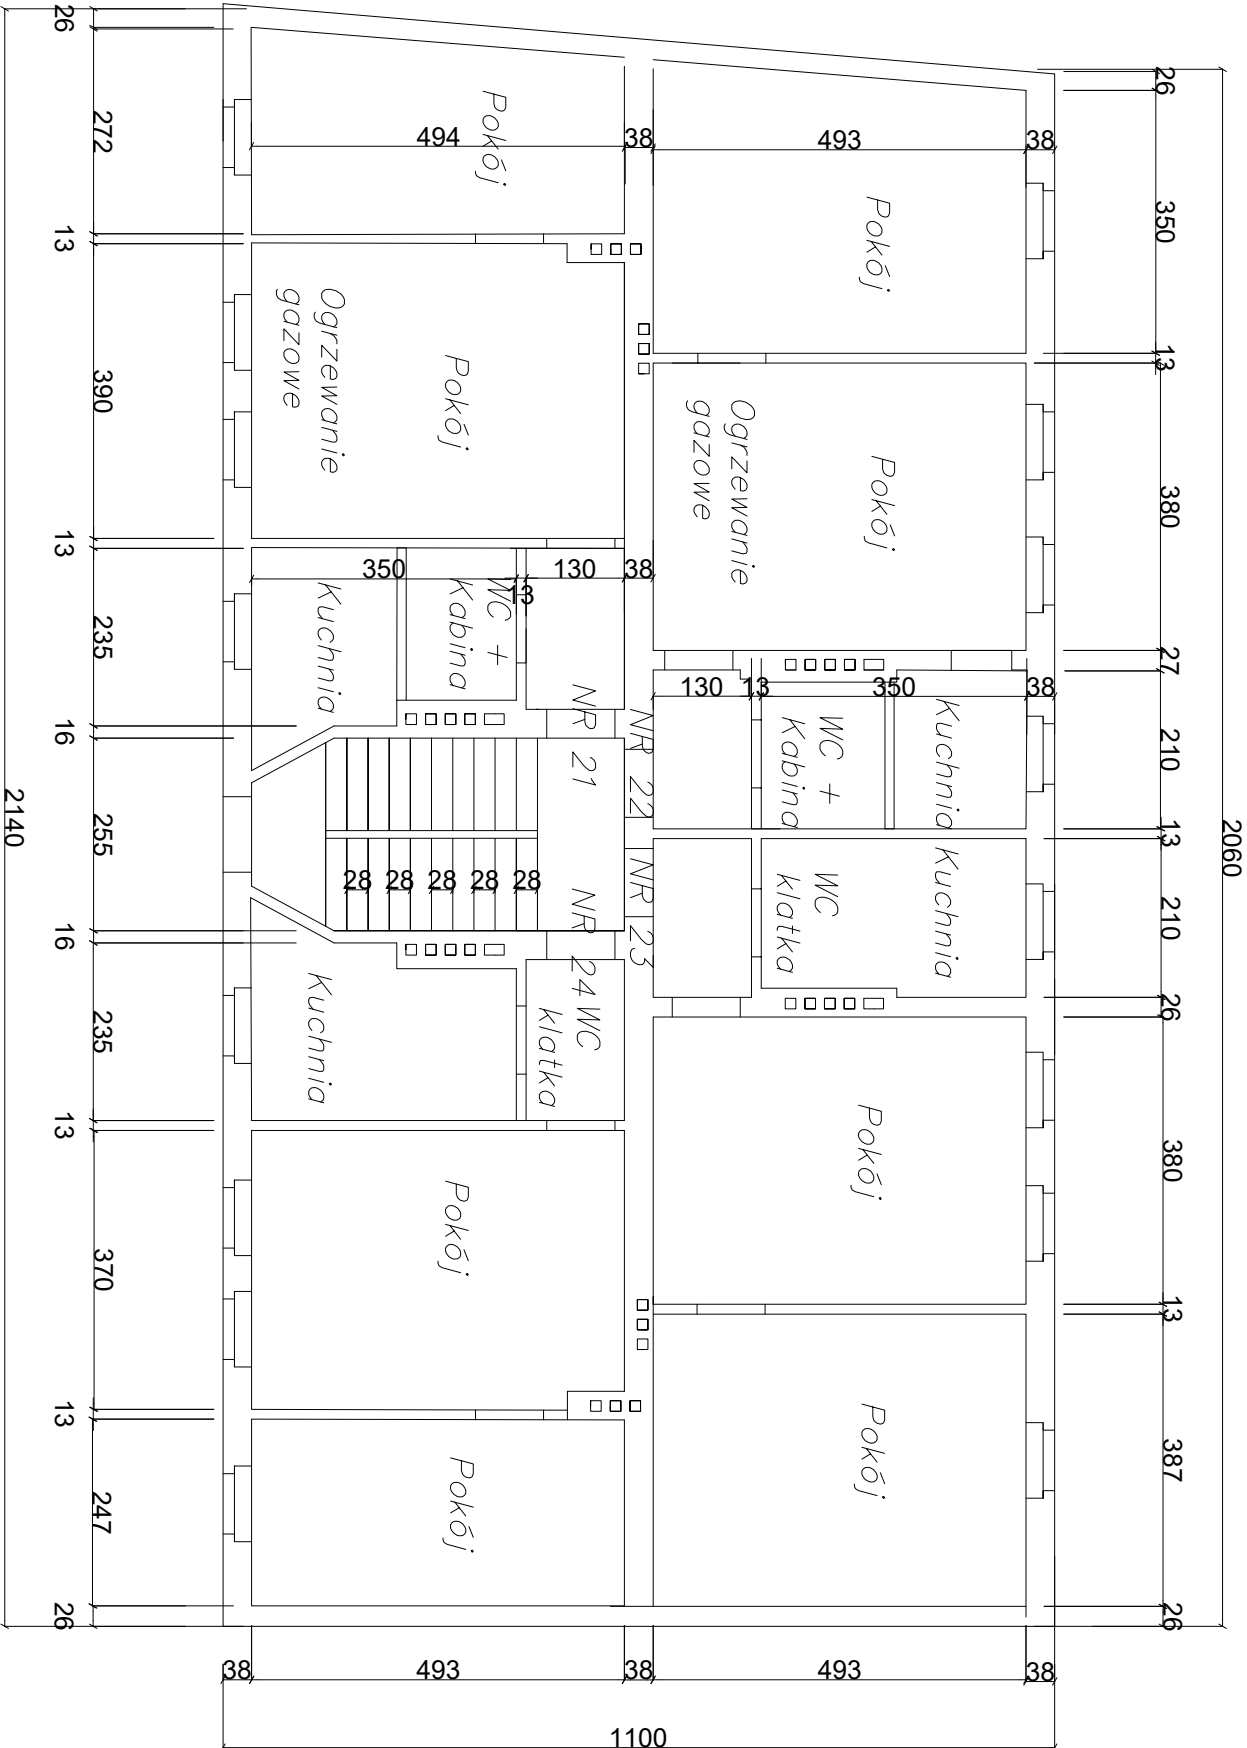 26
272
13
390
13
235
16
255
16
235
13
370
13
247
26
2140
26
350
13
380
27
210
13
210
26
380
13
387
26
2060
494
38
493
38
Pokój
Pokój
Pokój
Ogrzewanie
gazowe
Pokój
Ogrzewanie
gazowe
350
13
130
38
130
13
350
38
Kuchnia
WC +
Kabina
NR 21
NR 22
WC +
Kabina
Kuchnia
28
28
28
28
28
NR 24
NR 23
WC
klatka
Kuchnia
Kuchnia
WC
klatka
Pokój
Pokój
Pokój
Pokój
38
493
38
493
38
1100